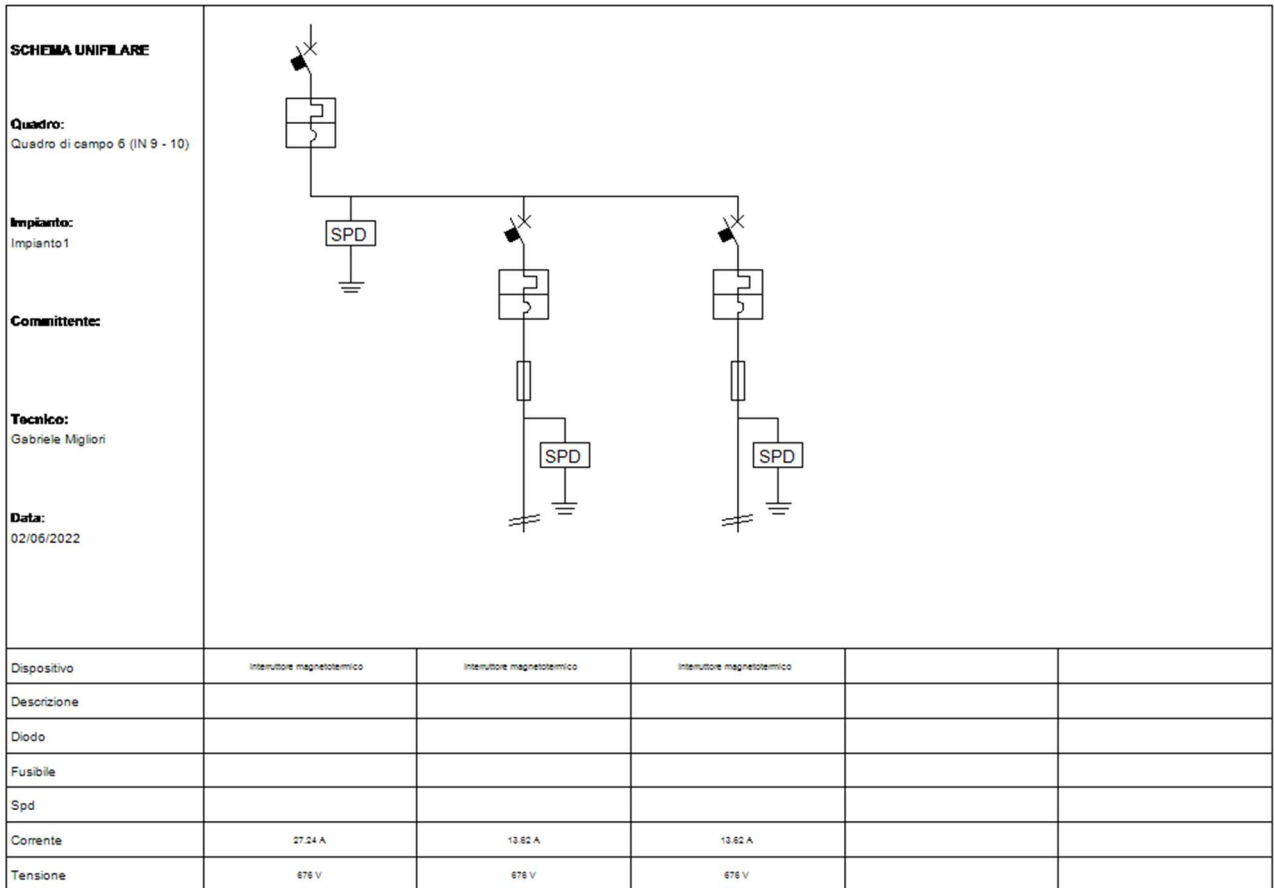 SCHEMA UNIFILARE
Quadro:
Quadro di campo 6 (IN 9 - 10)
Impianto:
Impianto1
Committente:
Tecnico:
Gabriele Migliori
Data:
02/06/2022
SPD
SPD
SPD
Dispositivo Interruttore magnetotermico Interruttore magnetotermico Interruttore magnetotermico
Descrizione
Diodo
Fusibile
Spd
Corrente 27.24 A 13.62 A 13.62 A
Tensione 676 V 676 V 676 V